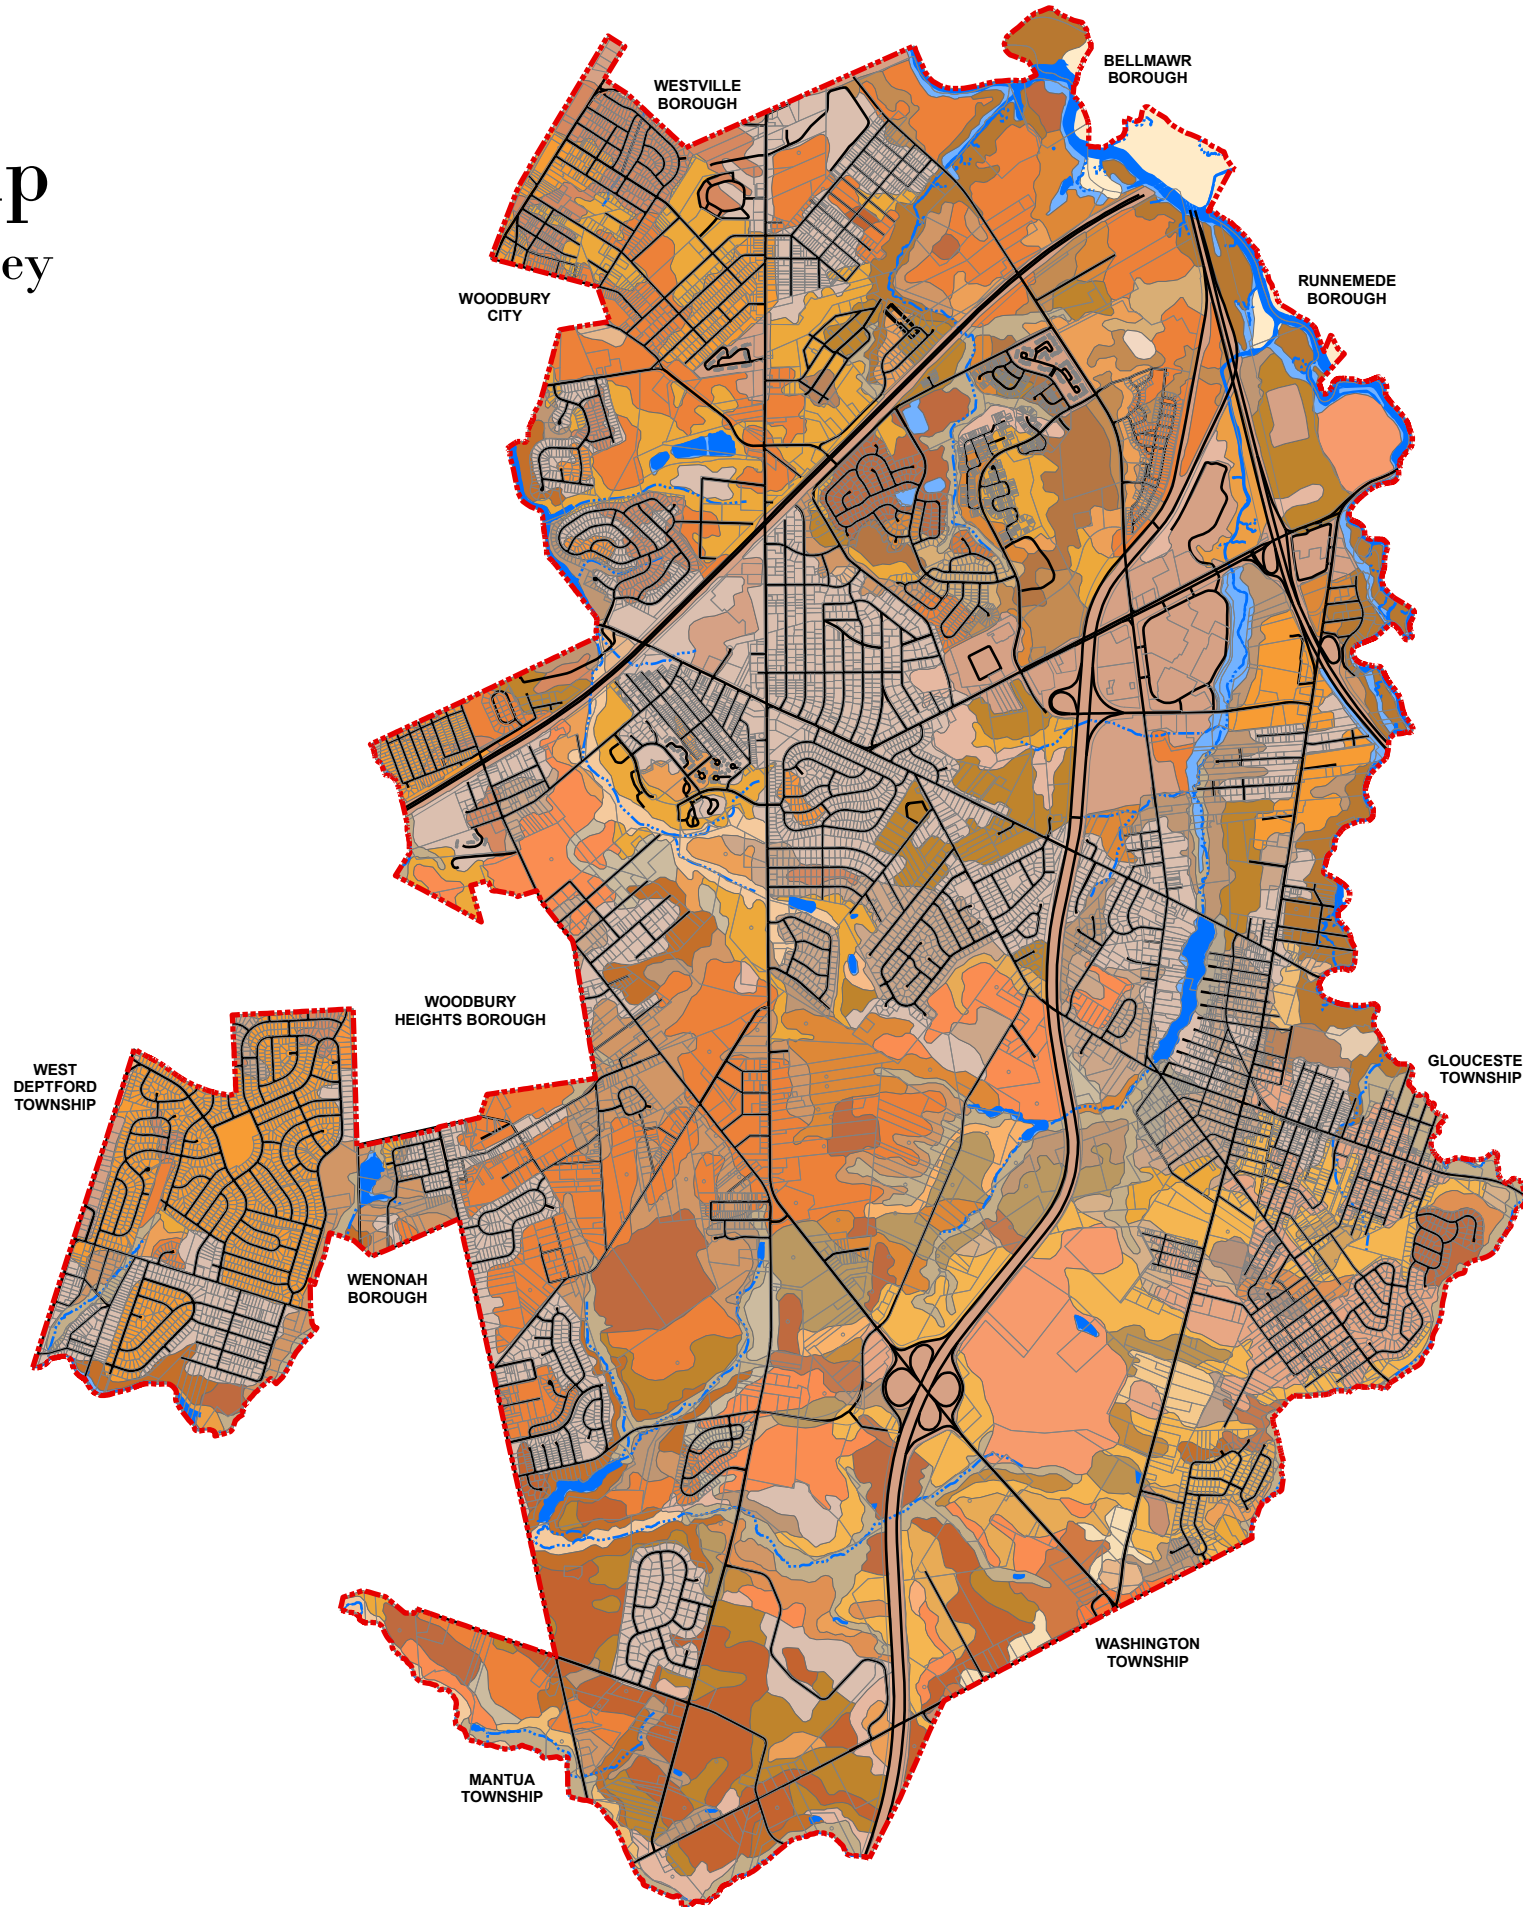 BELLMAWR
BOROUGH
WESTVILLE
BOROUGH
ap
ey
RUNNEMEDE
BOROUGH
WOODBURY
CITY
WOODBURY
HEIGHTS BOROUGH
WEST
DEPTFORD
TOWNSHIP
GLOUCESTE
TOWNSHIP
WENONAH
BOROUGH
WASHINGTON
TOWNSHIP
MANTUA
TOWNSHIP